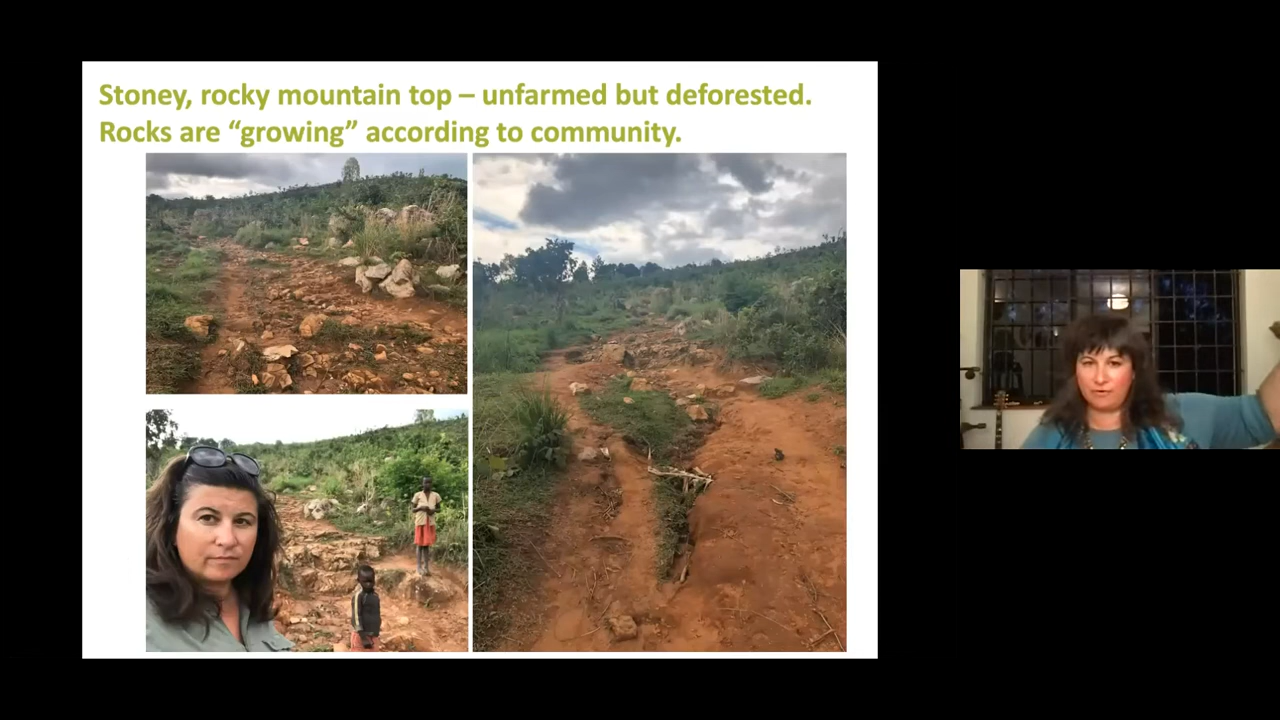 Stoney, rocky mountain top – unfarmed but deforested.
Rocks are “growing” according to community.